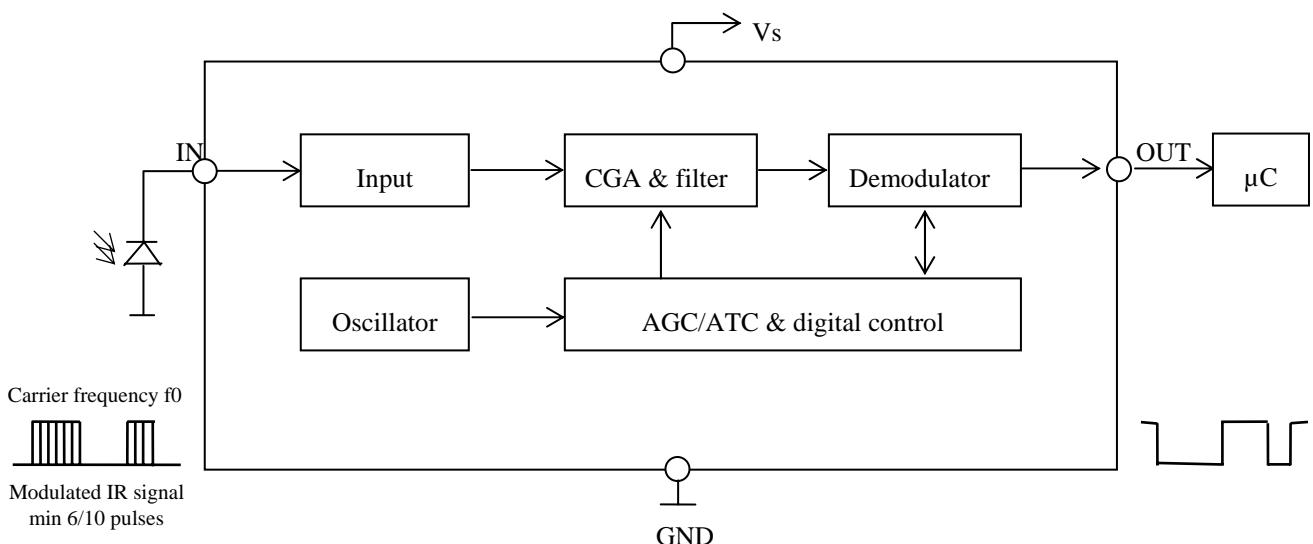 Vs
IN
Input
CGA & filter
Demodulator
OUT
µC
Oscillator
AGC/ATC & digital control
Carrier frequency f0
Modulated IR signal
min 6/10 pulses
GND